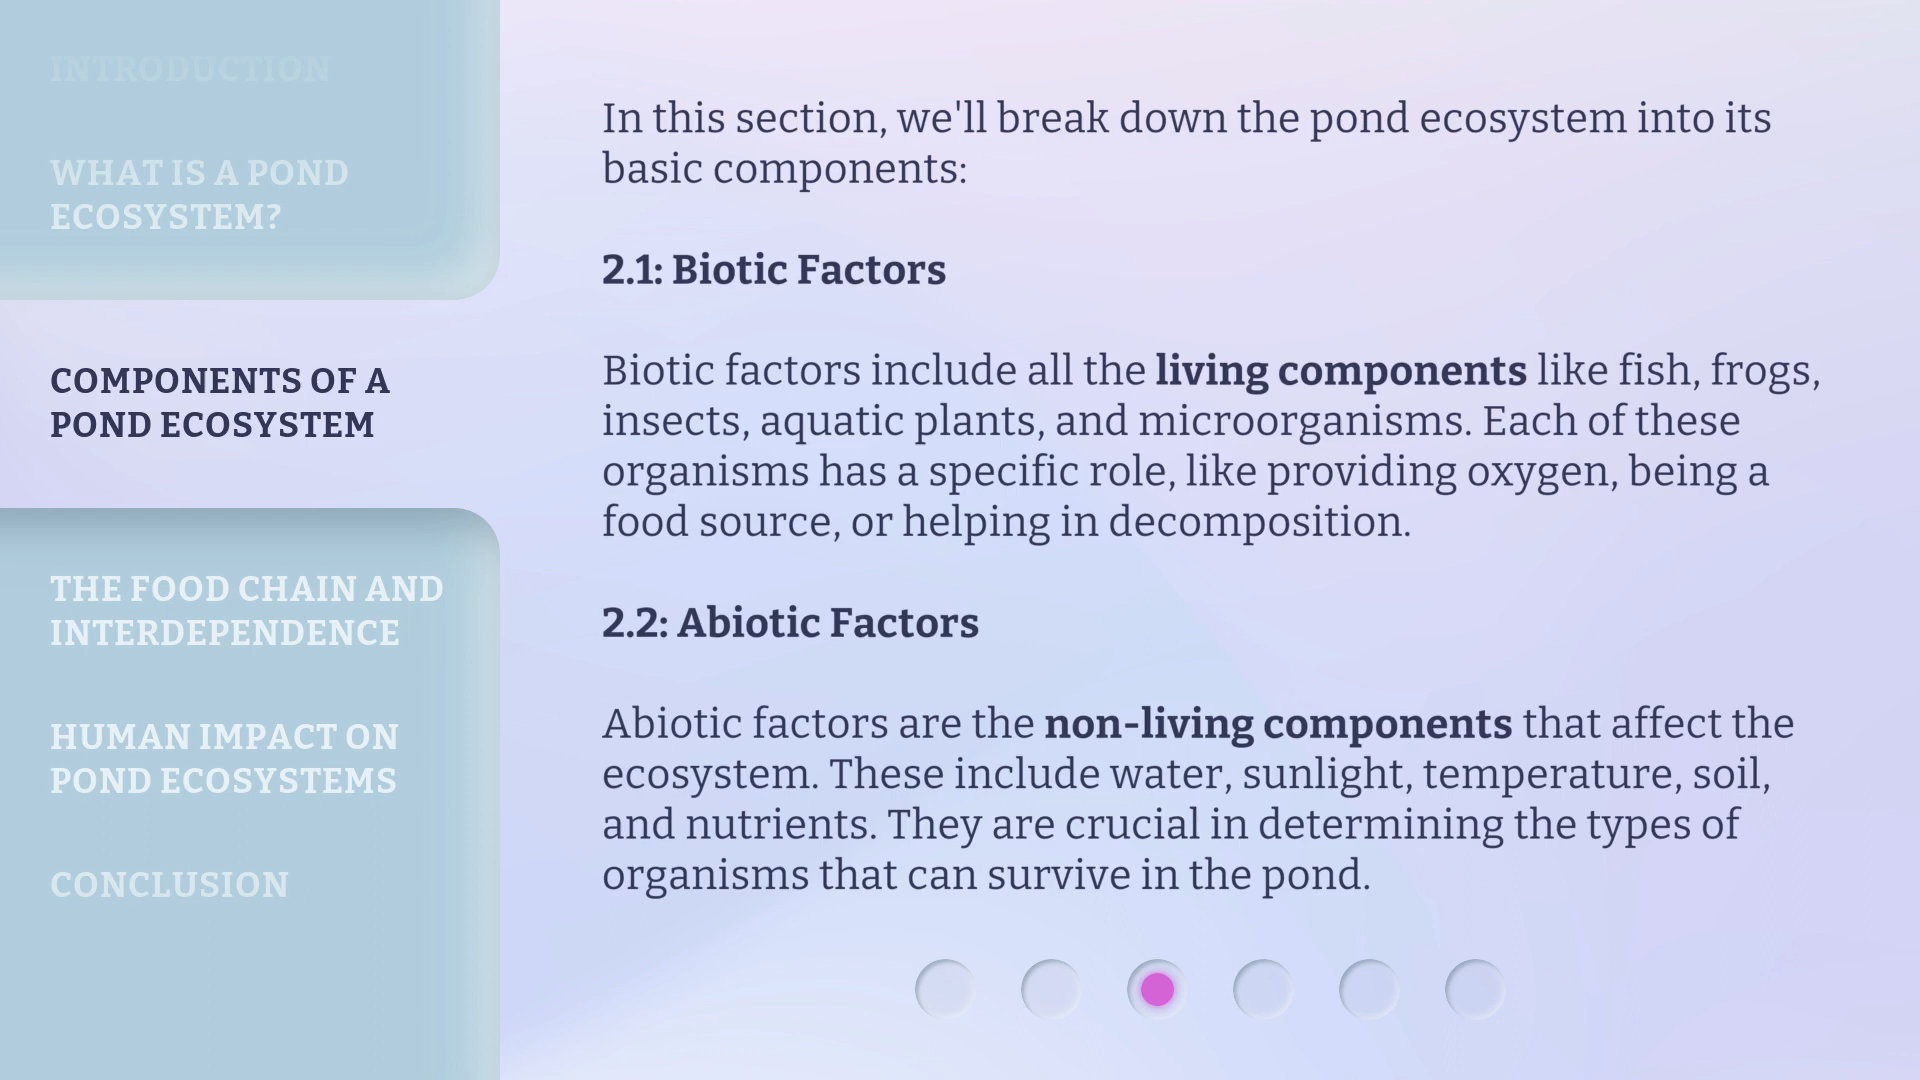 INTRODUCTION
WHAT IS A POND
ECOSYSTEM?
COMPONENTS OF A
POND ECOSYSTEM
THE FOOD CHAIN AND
INTERDEPENDENCE
HUMAN IMPACT ON
POND ECOSYSTEMS
CONCLUSION
In this section, we'll break down the pond ecosystem into its
basic components:
2.1: Biotic Factors
Biotic factors include all the living components like fish, frogs,
insects, aquatic plants, and microorganisms. Each of these
organisms has a specific role, like providing oxygen, being a
food source, or helping in decomposition.
2.2: Abiotic Factors
Abiotic factors are the non-living components that affect the
ecosystem. These include water, sunlight, temperature, soil,
and nutrients. They are crucial in determining the types of
organisms that can survive in the pond.